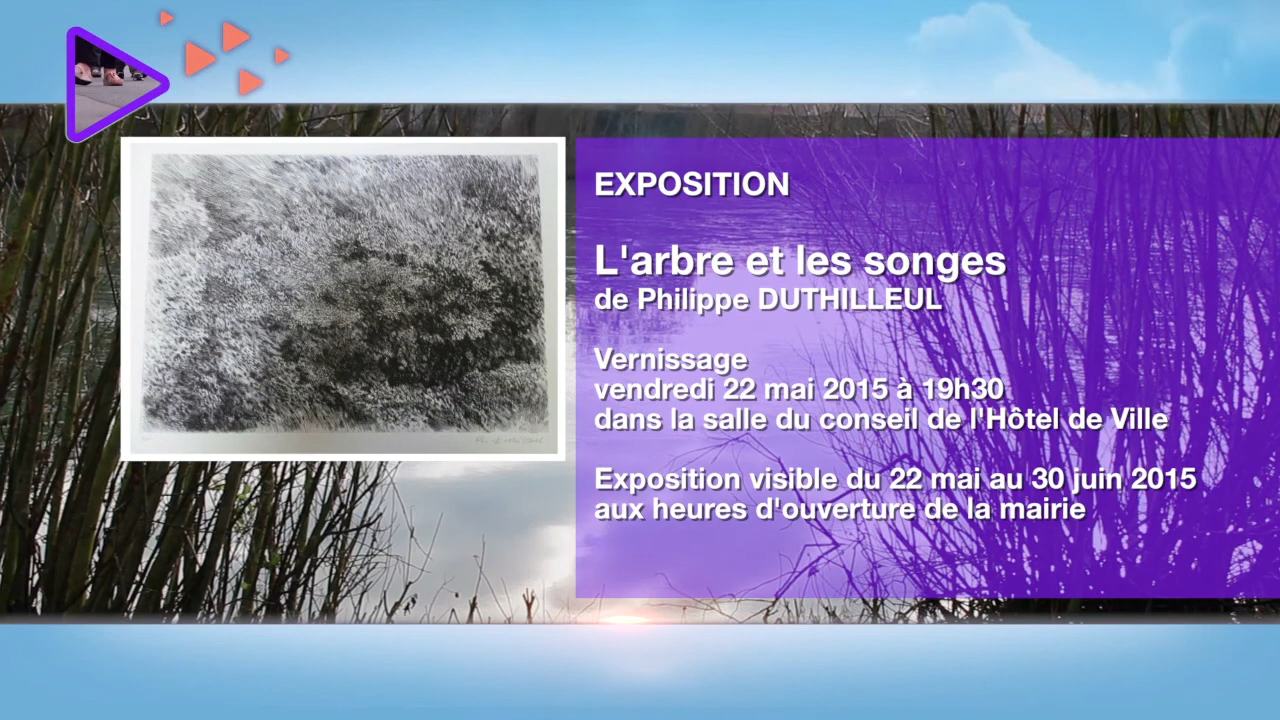 EXPOSITION
L'arbre et les songes
de Philippe DUTHILLEUL
Vernissage
vendredi 22 mai 2015 à 19h30
dans la salle du conseil de l'Hôtel de Ville
Exposition visible du 22 mai au 30 juin 2015
aux heures d'ouverture de la mairie